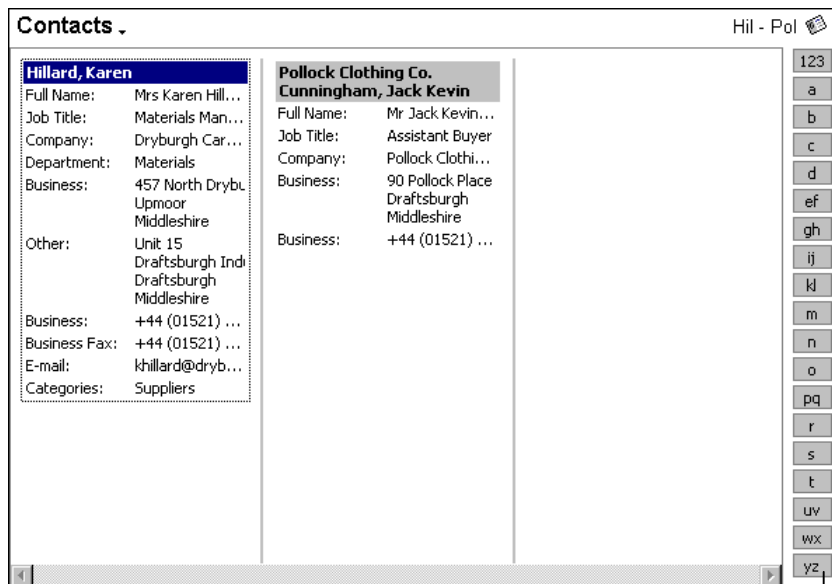 Contacts
Hil - Pol
Hillard, Karen
Full Name: Mrs Karen Hill...
Job Title: Materials Man...
Company: Dryburgh Car...
Department: Materials
Business: 457 North Drybu
Upmoor
Middleshire
Other: Unit 15
Draftsburgh Indu
Draftsburgh
Middleshire
Business: +44 (01521) ...
Business Fax: +44 (01521) ...
E-mail: khillard@dryb...
Categories: Suppliers
Pollock Clothing Co.
Cunningham, Jack Kevin
Full Name: Mr Jack Kevin...
Job Title: Assistant Buyer
Company: Pollock Clothi...
Business: 90 Pollock Place
Draftsburgh
Middleshire
Business: +44 (01521) ...
123
a
b
c
d
ef
gh
ij
kl
m
n
o
pq
r
s
t
uv
wx
yz